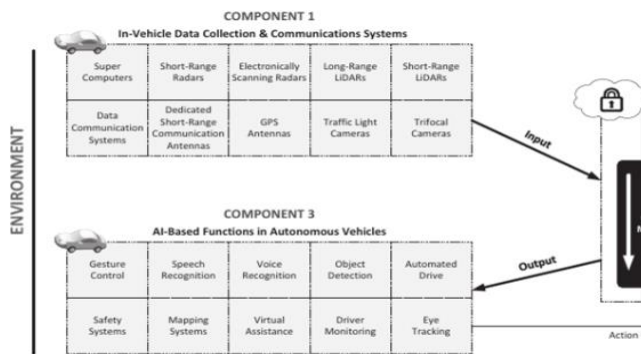 COMPONENT 1
In-Vehicle Data Collection & Communications Systems
Super
Computers
Short-Range
Radars
Electronically
Scanning Radars
Long-Range
LiDARs
Short-Range
LiDARs
Data
Communication
Systems
Dedicated
Short-Range
Communication
Antennas
GPS
Antennas
Traffic Light
Cameras
Trifocal
Cameras
ENVIRONMENT
Input
COMPONENT 3
AI-Based Functions in Autonomous Vehicles
Gesture
Control
Speech
Recognition
Voice
Recognition
Object
Detection
Automated
Drive
Safety
Systems
Mapping
Systems
Virtual
Assistance
Driver
Monitoring
Eye
Tracking
Output
Action